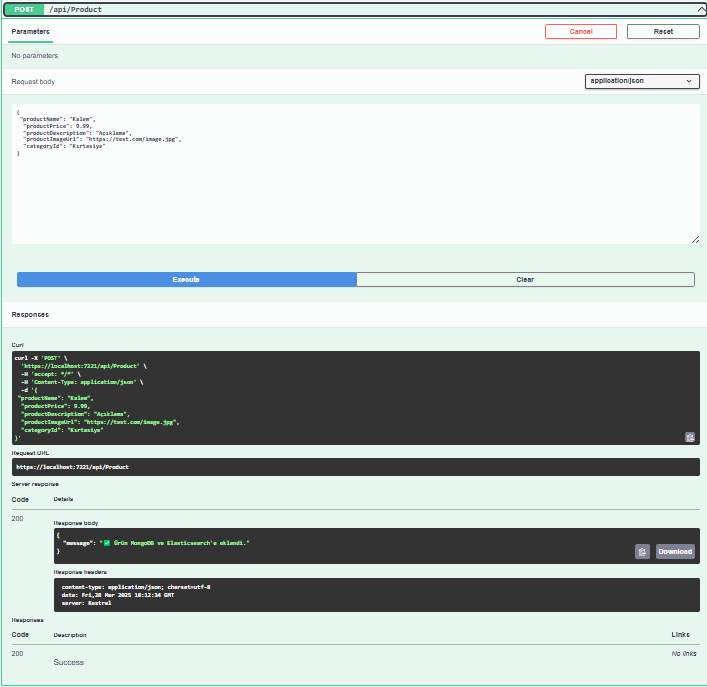 POST /api/Product
Parameters
Cancel
Reset
No parameters
Request body
application/json
{
"productName": "Kalem",
"productPrice": 9.99,
"productDescription": "Açıklama",
"productImageUrl": "https://test.com/image.jpg",
"categoryId": "Kırtasiye"
}
Execute
Clear
Responses
Curl
curl -X 'POST' \
'https://localhost:7221/api/Product' \
-H 'accept: */*' \
-H 'Content-Type: application/json' \
-d '{
"productName": "Kalem",
"productPrice": 9.99,
"productDescription": "Açıklama",
"productImageUrl": "https://test.com/image.jpg",
"categoryId": "Kırtasiye"
}'
Request URL
https://localhost:7221/api/Product
Server response
Code Details
200
Response body
{
"message": "✅ Ürün MongoDB ve Elasticsearch'e eklendi."
}
Download
Response headers
content-type: application/json; charset=utf-8
date: Fri,28 Mar 2025 18:12:34 GMT
server: Kestrel
Responses
Code Description Links
200 No links
Success